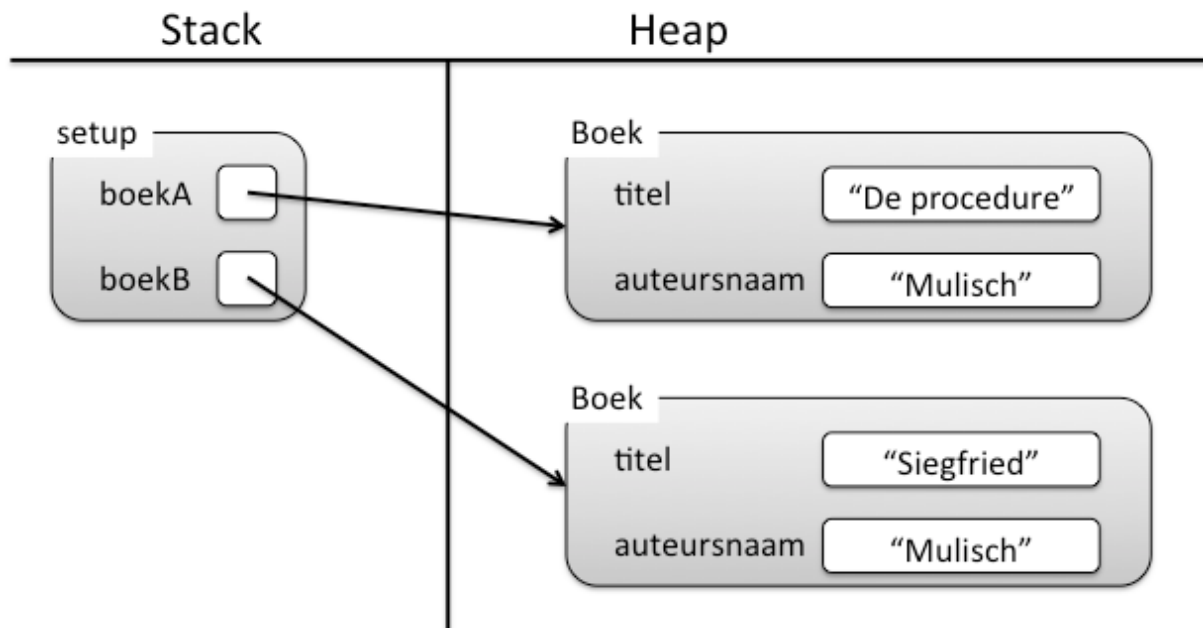 Stack
Heap
setup
boekA
boekB
Boek
titel
“De procedure”
auteursnaam
“Mulisch”
Boek
titel
“Siegfried”
auteursnaam
“Mulisch”